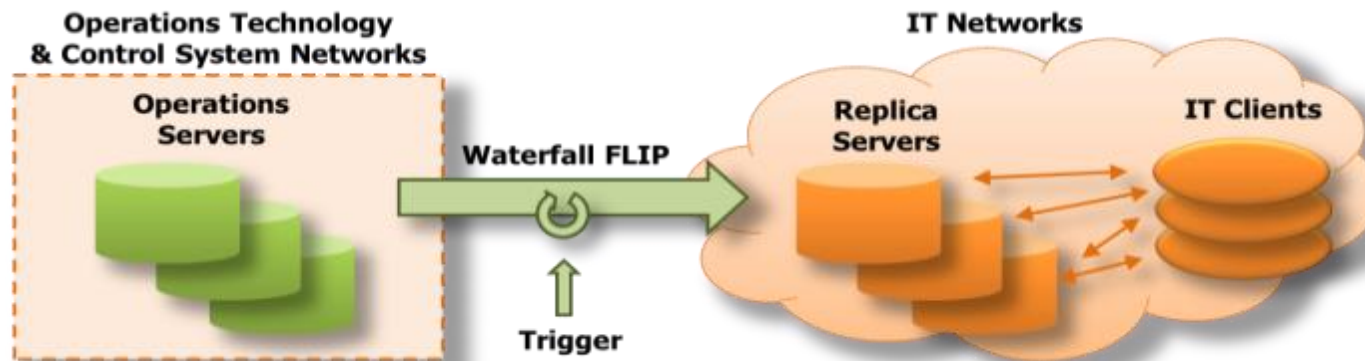 Operations Technology
& Control System Networks
IT Networks
Operations
Servers
Waterfall FLIP
Replica
Servers
IT Clients
Trigger